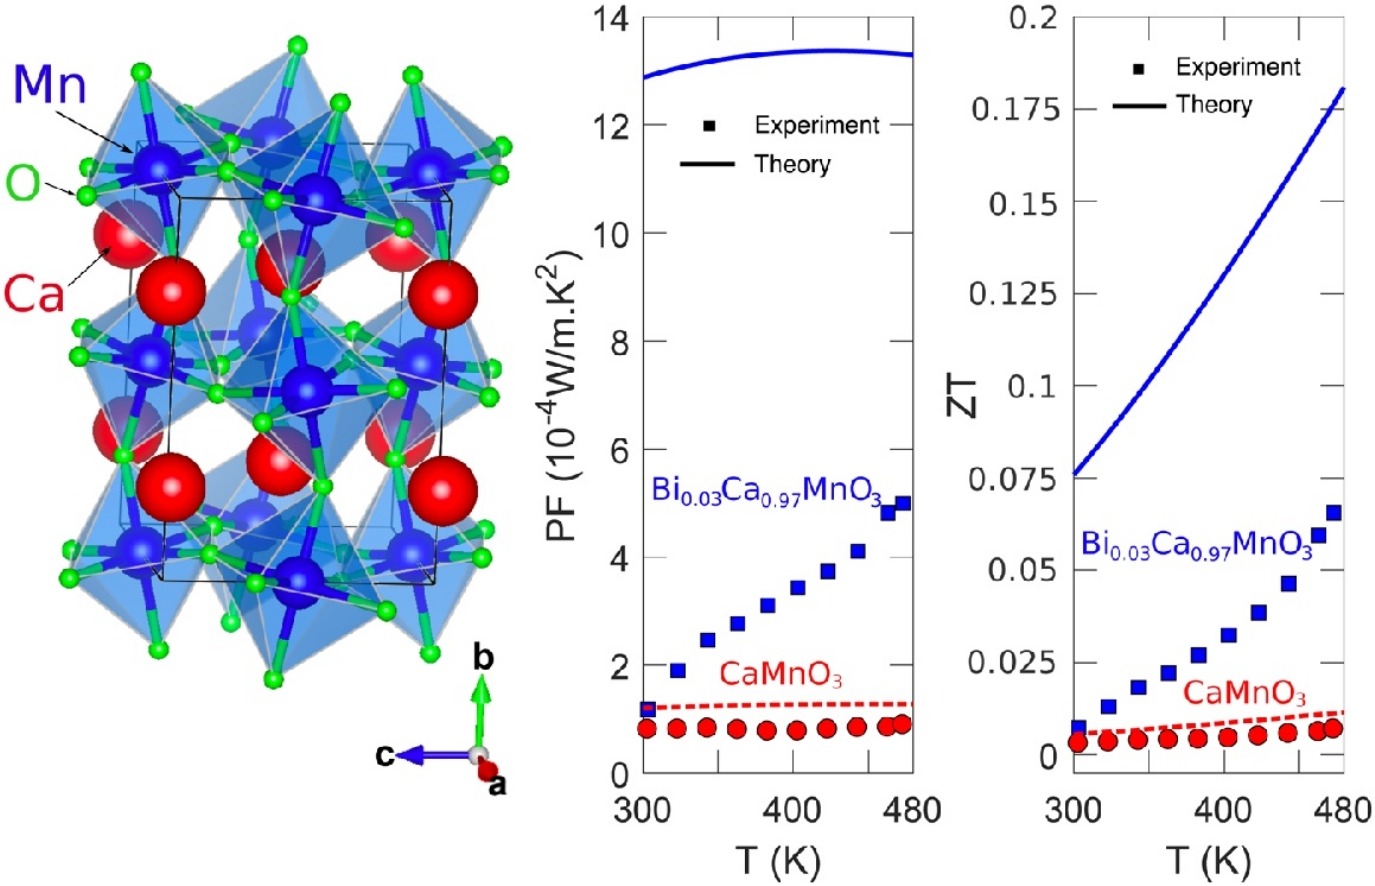 Mn
O
Ca
b
c
a
PF (10⁻⁴W/m.K²)
14
12
10
8
6
4
2
0
Experiment
Theory
Bi₀.₀₃Ca₀.₉₇MnO₃
CaMnO₃
300
400
480
T (K)
ZT
0.2
0.175
0.15
0.125
0.1
0.075
0.05
0.025
0
Experiment
Theory
Bi₀.₀₃Ca₀.₉₇MnO₃
CaMnO₃
300
400
480
T (K)